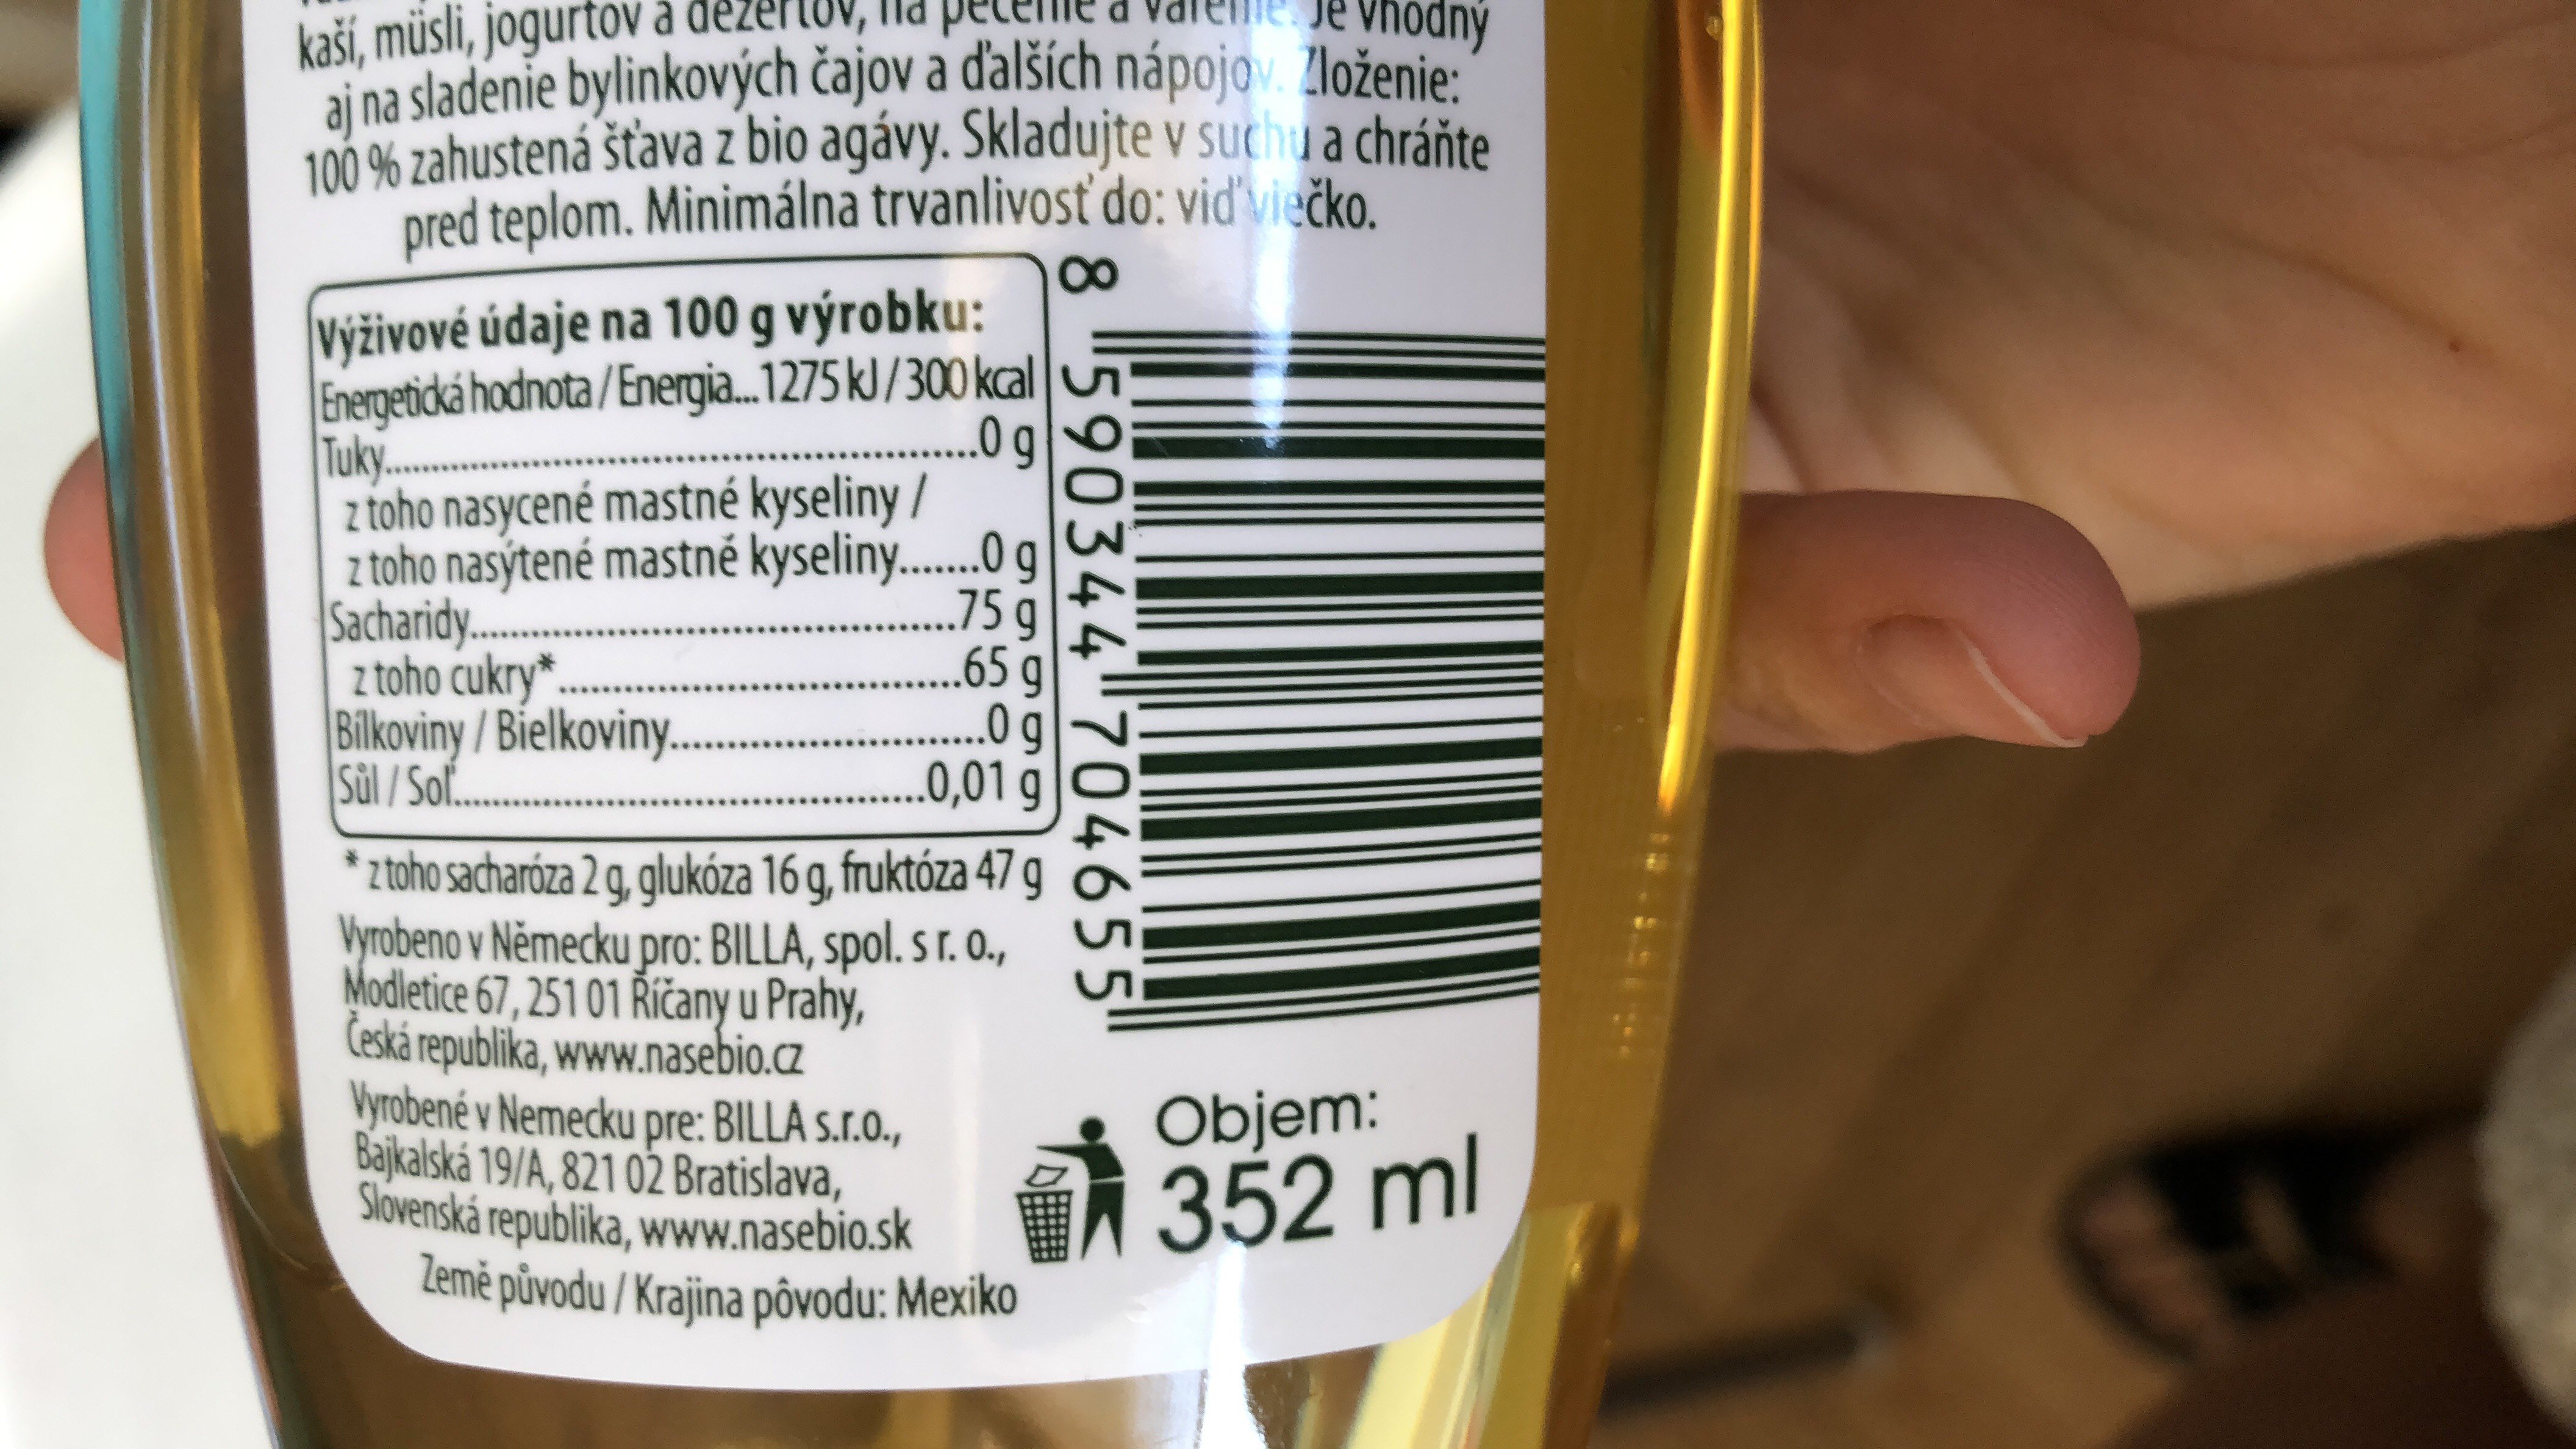 kaší, müsli, jogurtov a dezertov, na pečenie a varenie. Je vhodný
aj na sladenie bylinkových čajov a ďalších nápojov. Zloženie:
100 % zahustená šťava z bio agávy. Skladujte v suchu a chráňte
pred teplom. Minimálna trvanlivosť do: viď viečko.
Výživové údaje na 100 g výrobku:
Energetická hodnota / Energia...1275 kJ / 300 kcal
Tuky..............................................0 g
z toho nasycené mastné kyseliny /
z toho nasýtené mastné kyseliny.......0 g
Sacharidy......................................75 g
z toho cukry*................................65 g
Bílkoviny / Bielkoviny........................0 g
Sůl / Soľ.....................................0,01 g
* z toho sacharóza 2 g, glukóza 16 g, fruktóza 47 g
Vyrobeno v Německu pro: BILLA, spol. s r. o.,
Modletice 67, 251 01 Říčany u Prahy,
Česká republika, www.nasebio.cz
Vyrobené v Nemecku pre: BILLA s.r.o.,
Bajkalská 19/A, 821 02 Bratislava,
Slovenská republika, www.nasebio.sk
Země původu / Krajina pôvodu: Mexiko
8 590344 704655
Objem:
352 ml